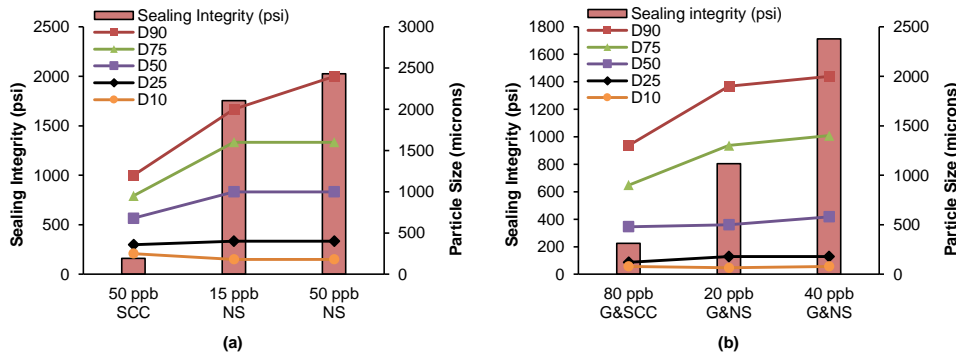 Sealing Integrity (psi)
D90
D75
D50
D25
D10
Sealing Integrity (psi)
2500
2000
1500
1000
500
0
3000
2500
2000
1500
1000
500
0
Particle Size (microns)
50 ppb
SCC
15 ppb
NS
50 ppb
NS
(a)
Sealing integrity (psi)
D90
D75
D50
D25
D10
Sealing Integrity (psi)
1800
1600
1400
1200
1000
800
600
400
200
0
2500
2000
1500
1000
500
0
Particle Size (microns)
80 ppb
G&SCC
20 ppb
G&NS
40 ppb
G&NS
(b)